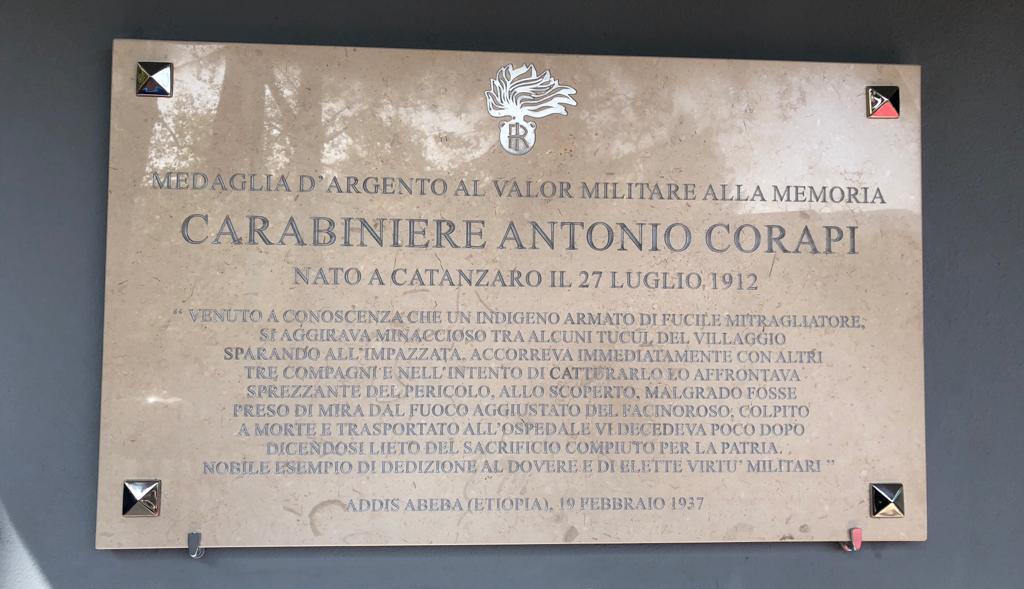 RI
MEDAGLIA D'ARGENTO AL VALOR MILITARE ALLA MEMORIA
CARABINIERE ANTONIO CORAPI
NATO A CATANZARO IL 27 LUGLIO 1912
“ VENUTO A CONOSCENZA CHE UN INDIGENO ARMATO DI FUCILE MITRAGLIATORE,
SI AGGIRAVA MINACCIOSO TRA ALCUNI TUCUL DEL VILLAGGIO
SPARANDO ALL'IMPAZZATA, ACCORREVA IMMEDIATAMENTE CON ALTRI
TRE COMPAGNI E NELL'INTENTO DI CATTURARLO LO AFFRONTAVA
SPREZZANTE DEL PERICOLO, ALLO SCOPERTO, MALGRADO FOSSE
PRESO DI MIRA DAL FUOCO AGGIUSTATO DEL FACINOROSO, COLPITO
A MORTE E TRASPORTATO ALL'OSPEDALE VI DECEDEVA POCO DOPO
DICENDOSI LIETO DEL SACRIFICIO COMPIUTO PER LA PATRIA.
NOBILE ESEMPIO DI DEDIZIONE AL DOVERE E DI ELETTE VIRTU' MILITARI ”
ADDIS ABEBA (ETIOPIA), 19 FEBBRAIO 1937